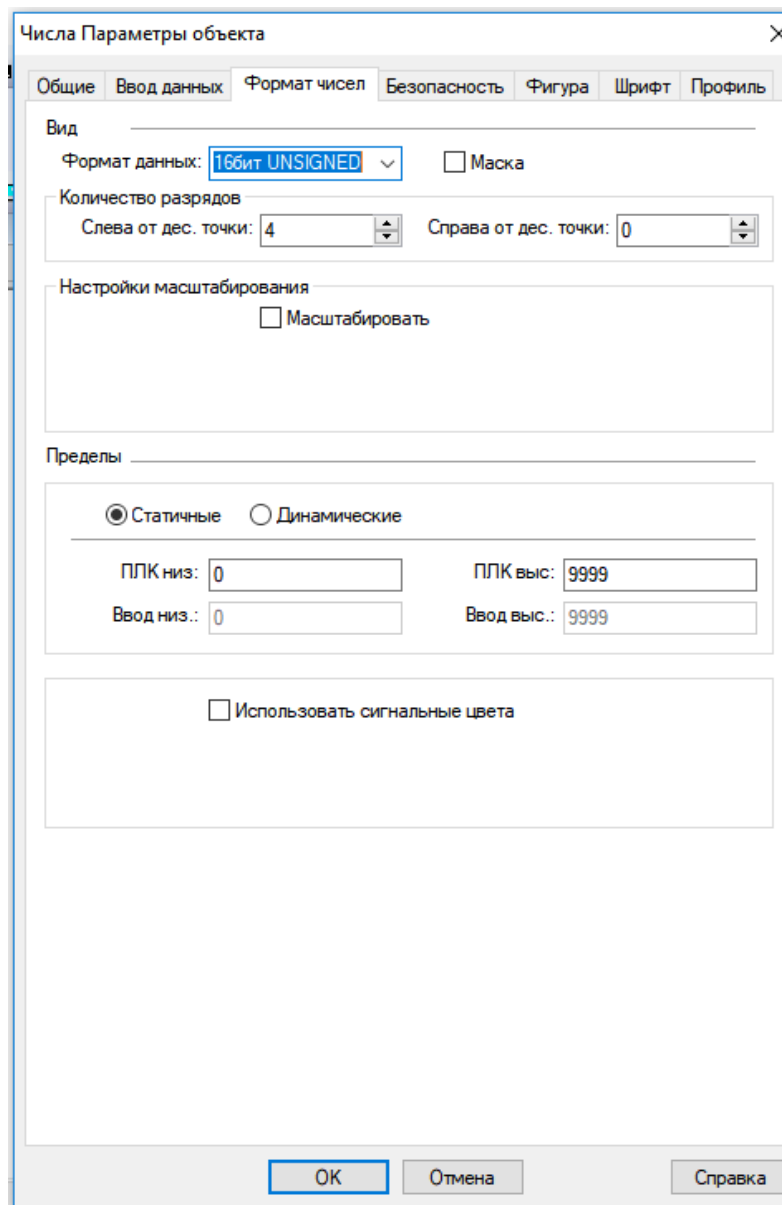 Числа Параметры объекта
Общие Ввод данных Формат чисел Безопасность Фигура Шрифт Профиль
Вид
Формат данных: 16бит UNSIGNED Маска
Количество разрядов
Слева от дес. точки: 4 Справа от дес. точки: 0
Настройки масштабирования
Масштабировать
Пределы
Статичные Динамические
ПЛК низ: 0 ПЛК выс: 9999
Ввод низ.: 0 Ввод выс.: 9999
Использовать сигнальные цвета
OK Отмена Справка